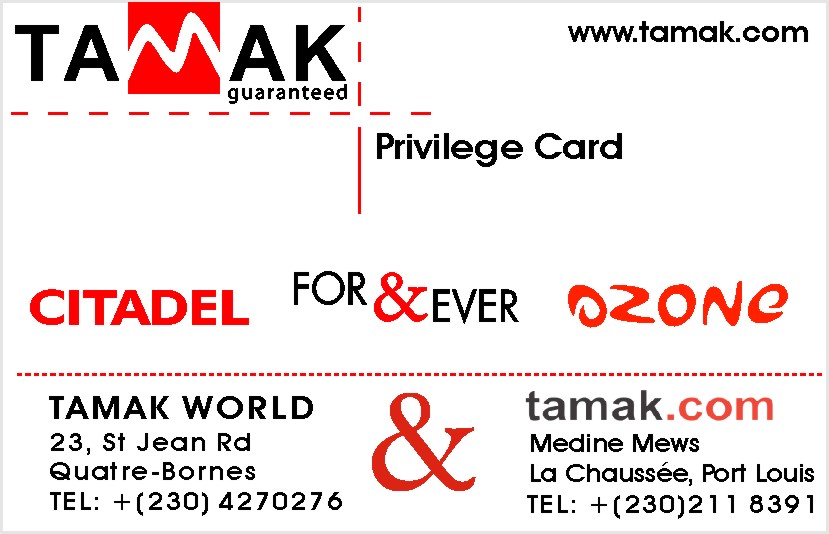 TAMAK
guaranteed
www.tamak.com
Privilege Card
CITADEL
FOR & EVER
OZONE
TAMAK WORLD
23, St Jean Rd
Quatre-Bornes
TEL: +(230) 4270276
&
tamak.com
Medine Mews
La Chaussée, Port Louis
TEL: +(230)211 8391